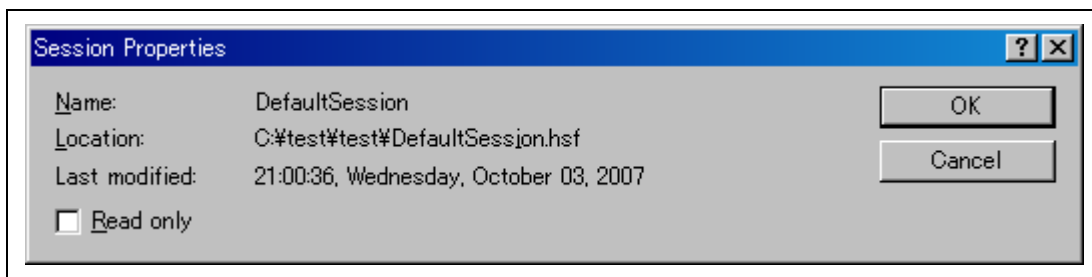 Session Properties
Name: DefaultSession
Location: C:¥test¥test¥DefaultSession.hsf
Last modified: 21:00:36, Wednesday, October 03, 2007
Read only
OK
Cancel